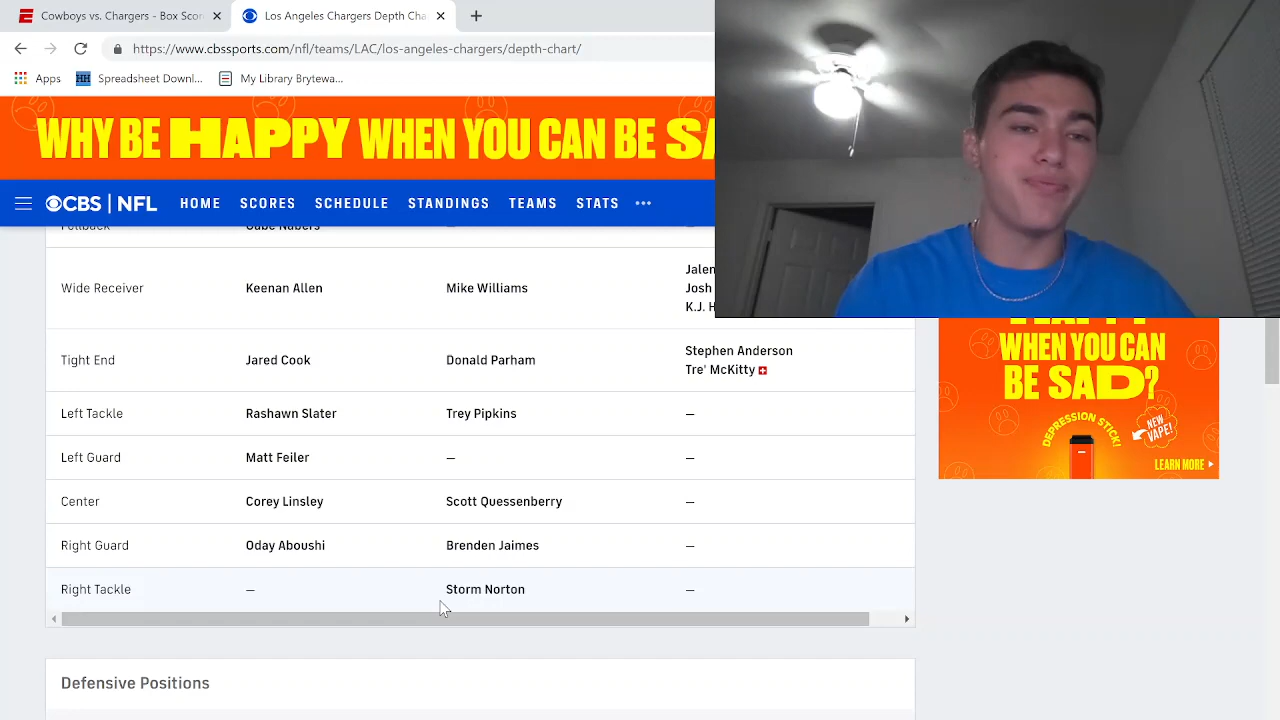 Cowboys vs. Chargers - Box Scor
Los Angeles Chargers Depth Cha
https://www.cbssports.com/nfl/teams/LAC/los-angeles-chargers/depth-chart/
Apps
Spreadsheet Downl...
My Library Brytewa...
WHY BE HAPPY WHEN YOU CAN BE SA
CBS | NFL
HOME SCORES SCHEDULE STANDINGS TEAMS STATS
Fullback Gabe Nabers —
Wide Receiver Keenan Allen Mike Williams
Jalen
Josh
K.J. H
Tight End Jared Cook Donald Parham
Stephen Anderson
Tre' McKitty
Left Tackle Rashawn Slater Trey Pipkins —
Left Guard Matt Feiler — —
Center Corey Linsley Scott Quessenberry —
Right Guard Oday Aboushi Brenden Jaimes —
Right Tackle — Storm Norton —
Defensive Positions
HAPPY
WHEN YOU CAN
BE SAD?
DEPRESSION STICK!
NEW
VAPE!
LEARN MORE